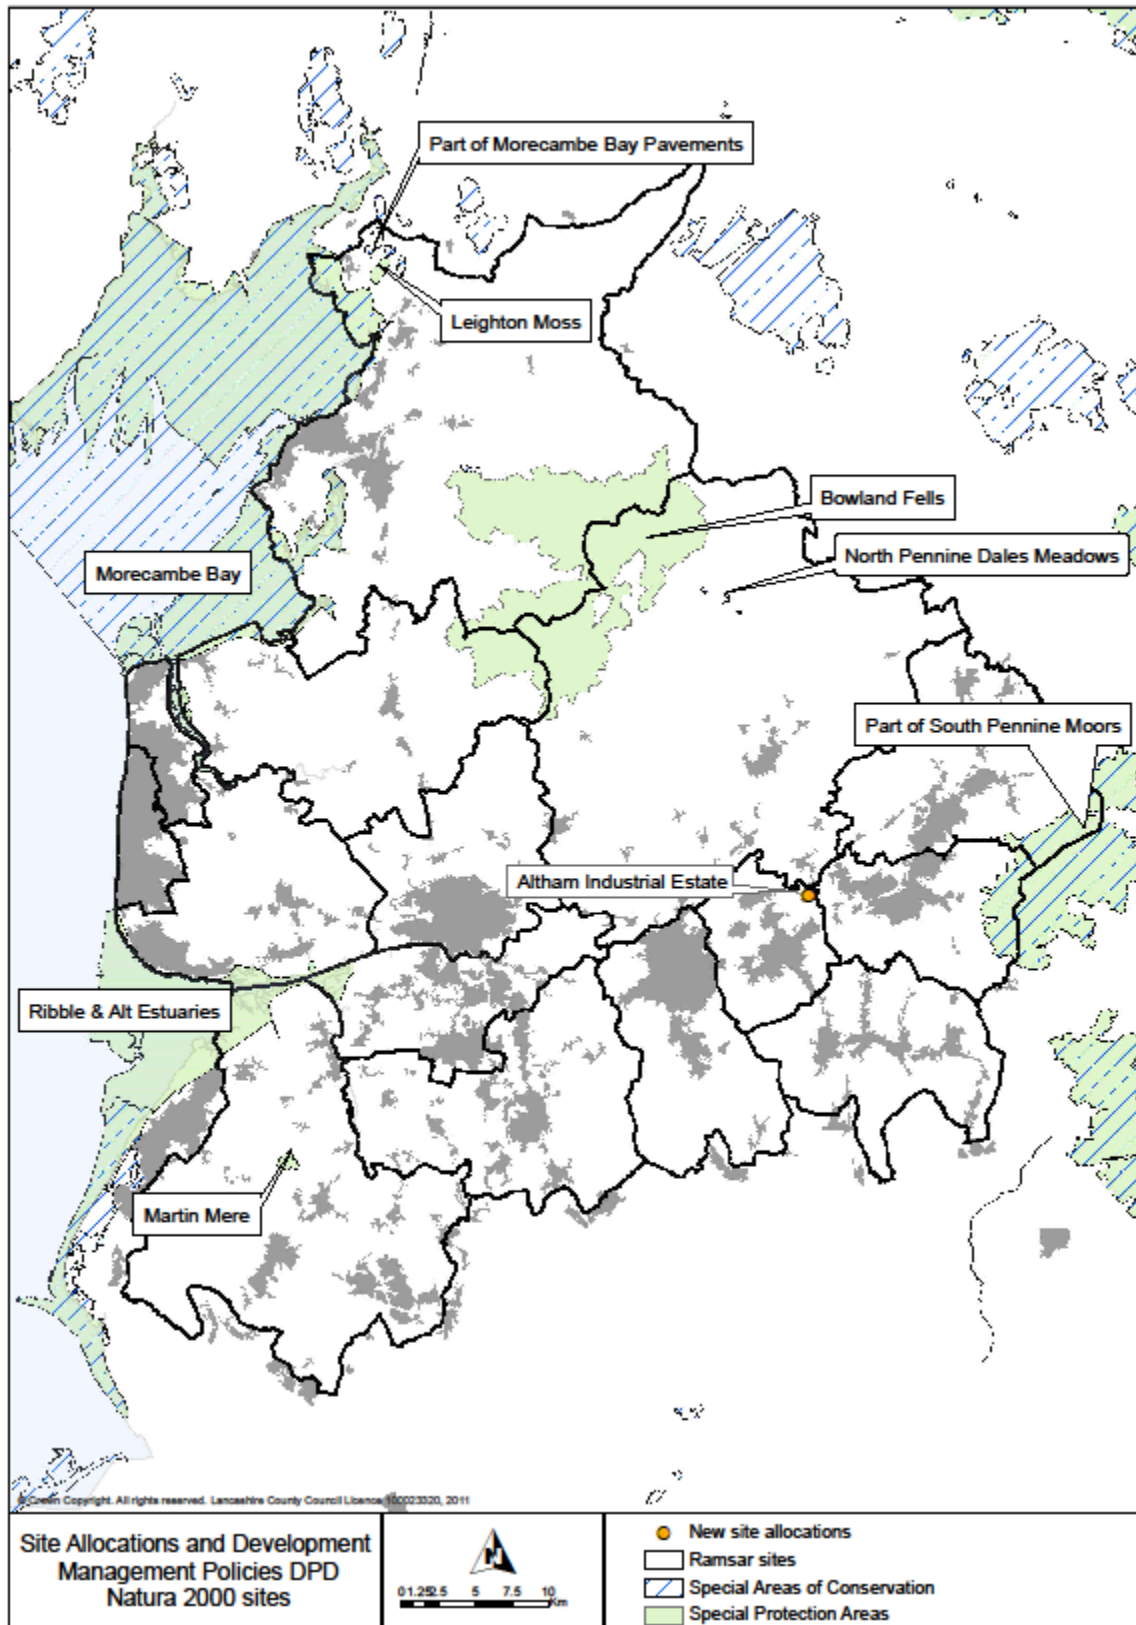 Part of Morecambe Bay Pavements
Leighton Moss
Bowland Fells
North Pennine Dales Meadows
Morecambe Bay
Part of South Pennine Moors
Altham Industrial Estate
Ribble & Alt Estuaries
Martin Mere
© Crown Copyright. All rights reserved. Lancashire County Council Licence 100023320, 2011
Site Allocations and Development
Management Policies DPD
Natura 2000 sites
N
0 1.25 2.5 5 7.5 10
Km
New site allocations
Ramsar sites
Special Areas of Conservation
Special Protection Areas